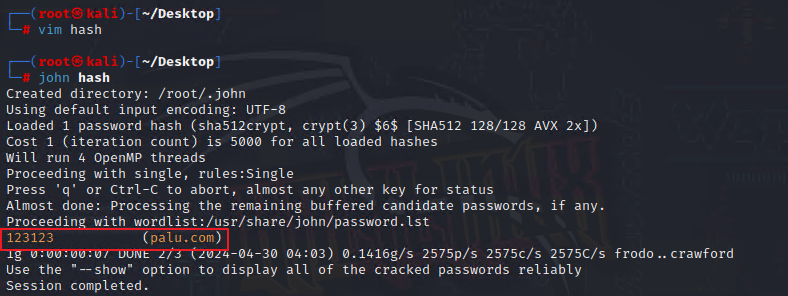 ┌──(root㉿kali)-[~/Desktop]
└─# vim hash
┌──(root㉿kali)-[~/Desktop]
└─# john hash
Created directory: /root/.john
Using default input encoding: UTF-8
Loaded 1 password hash (sha512crypt, crypt(3) $6$ [SHA512 128/128 AVX 2x])
Cost 1 (iteration count) is 5000 for all loaded hashes
Will run 4 OpenMP threads
Proceeding with single, rules:Single
Press 'q' or Ctrl-C to abort, almost any other key for status
Almost done: Processing the remaining buffered candidate passwords, if any.
Proceeding with wordlist:/usr/share/john/password.lst
123123           (palu.com)
1g 0:00:00:07 DONE 2/3 (2024-04-30 04:03) 0.1416g/s 2575p/s 2575c/s 2575C/s frodo..crawford
Use the "--show" option to display all of the cracked passwords reliably
Session completed.